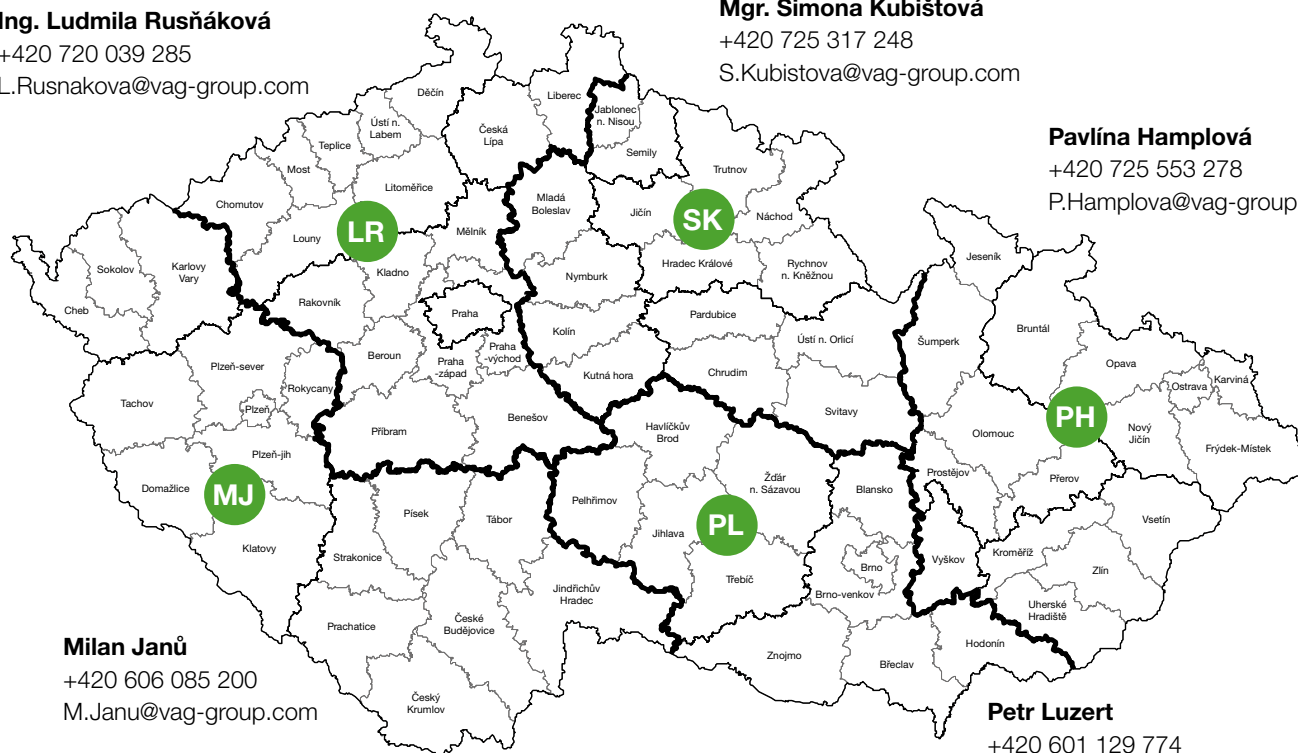 Ing. Ludmila Rusňáková
+420 720 039 285
L.Rusnakova@vag-group.com
Mgr. Simona Kubištová
+420 725 317 248
S.Kubistova@vag-group.com
Pavlína Hamplová
+420 725 553 278
P.Hamplova@vag-group
Děčín
Liberec
Jablonec
n. Nisou
Ústí n.
Labem
Česká
Lípa
Teplice
Semily
Most
Trutnov
Litoměřice
Mladá
Boleslav
Chomutov
Jičín
SK
Náchod
Louny
LR
Mělník
Jeseník
Sokolov
Karlovy
Vary
Kladno
Nymburk
Hradec Králové
Rychnov
n. Kněžnou
Cheb
Rakovník
Praha
Pardubice
Bruntál
Kolín
Ústí n. Orlicí
Šumperk
Plzeň-sever
Beroun
Praha
-západ
Praha
-východ
Opava
Rokycany
Kutná hora
Chrudim
Ostrava
Karviná
Tachov
Plzeň
Svitavy
PH
Příbram
Benešov
Havlíčkův
Brod
Olomouc
Nový
Jičín
Frýdek-Místek
Plzeň-jih
Domažlice
MJ
Žďár
n. Sázavou
Prostějov
Přerov
Pelhřimov
Blansko
Písek
Tábor
PL
Vsetín
Klatovy
Jihlava
Strakonice
Kroměříž
Vyškov
Brno
Zlín
Třebíč
Jindřichův
Hradec
Brno-venkov
Uherské
Hradiště
Prachatice
České
Budějovice
Hodonín
Znojmo
Břeclav
Český
Krumlov
Milan Janů
+420 606 085 200
M.Janu@vag-group.com
Petr Luzert
+420 601 129 774